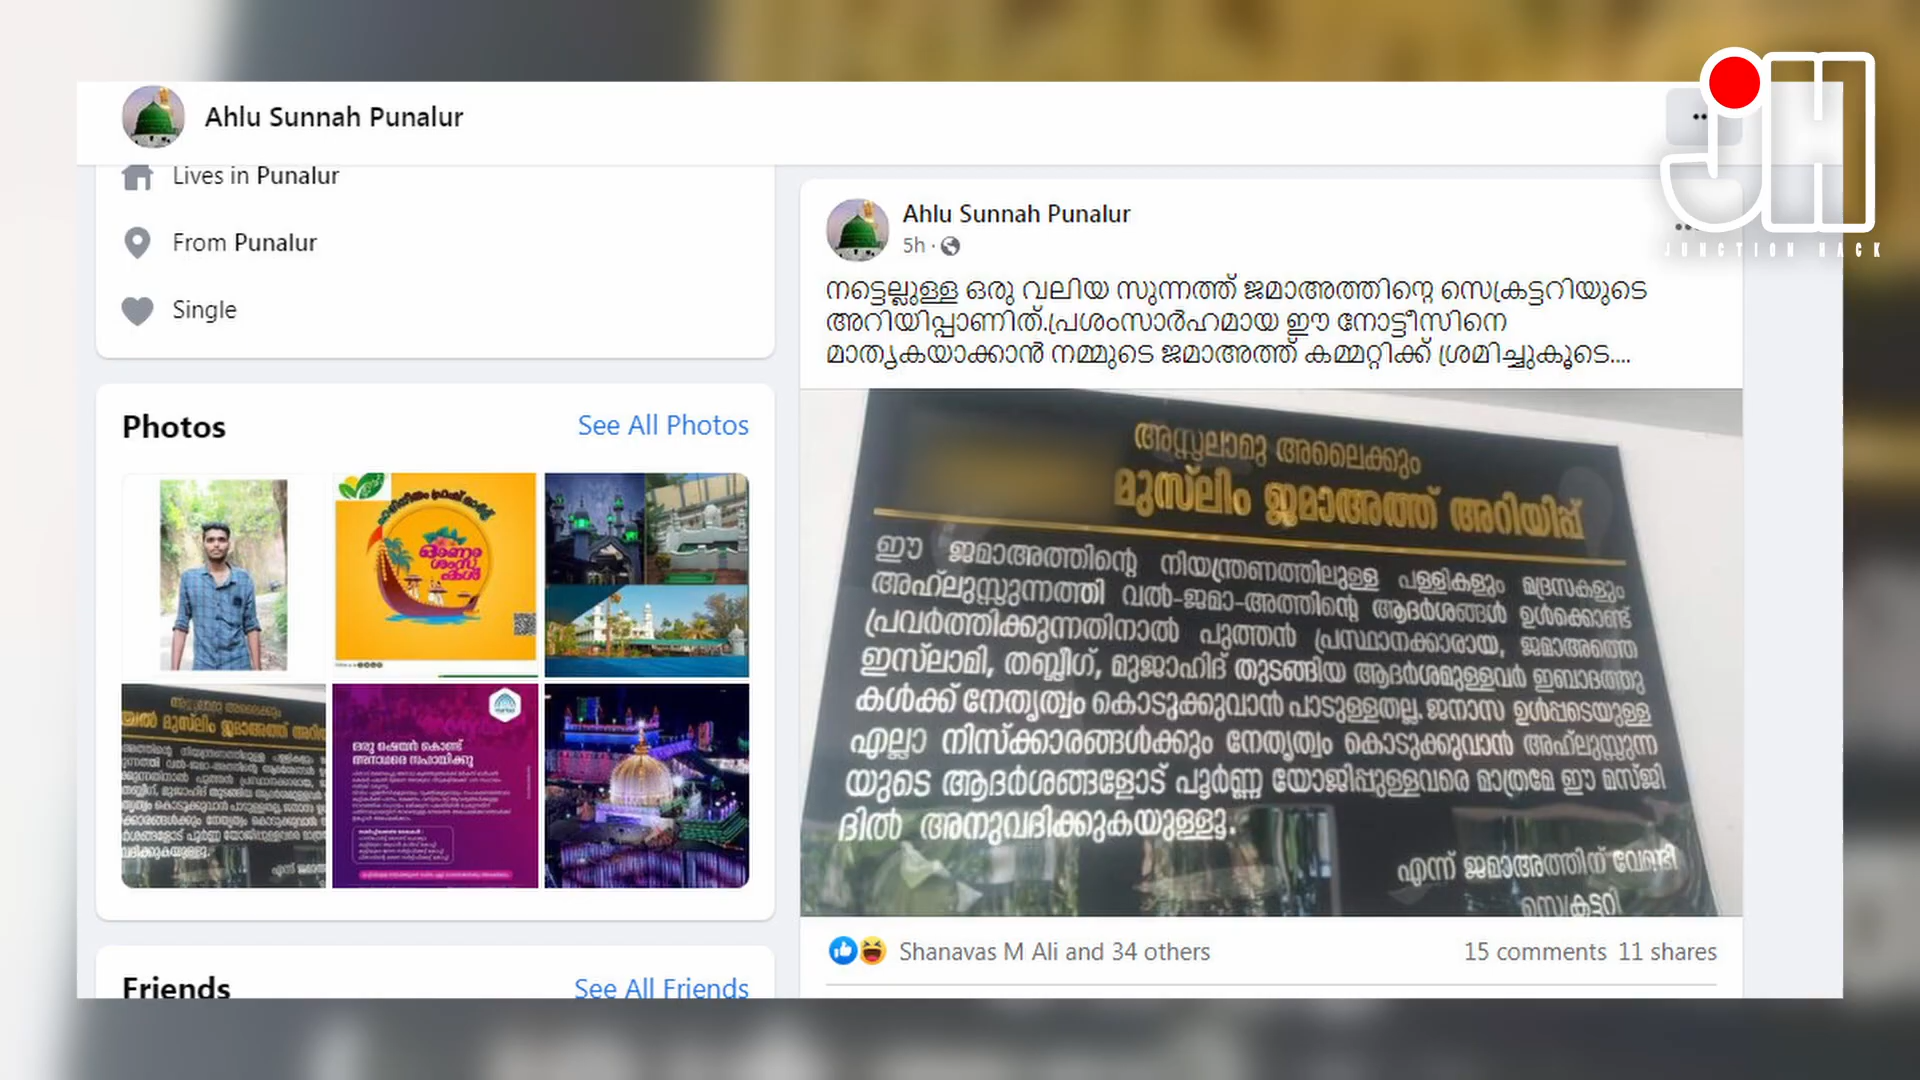 Ahlu Sunnah Punalur
Lives in Punalur
From Punalur
Single
Photos
See All Photos
Friends
See All Friends
Ahlu Sunnah Punalur
5h
നട്ടെല്ലുള്ള ഒരു വലിയ സുന്നത്ത് ജമാഅത്തിന്റെ സെക്രട്ടറിയുടെ
അറിയിപ്പാണിത്.പ്രശംസാർഹമായ ഈ നോട്ടീസിനെ
മാതൃകയാക്കാൻ നമ്മുടെ ജമാഅത്ത് കമ്മറ്റിക്ക് ശ്രമിച്ചുകൂടെ....
അസ്സലാമു അലൈക്കും
മുസ്‌ലിം ജമാഅത്ത് അറിയിപ്പ്
ഈ ജമാഅത്തിന്റെ നിയന്ത്രണത്തിലുള്ള പള്ളികളും മദ്രസകളും
അഹ്‌ലുസ്സുന്നത്തി വൽ-ജമാ-അത്തിന്റെ ആദർശങ്ങൾ ഉൾക്കൊണ്ട്
പ്രവർത്തിക്കുന്നതിനാൽ പുത്തൻ പ്രസ്ഥാനക്കാരായ, ജമാഅത്തെ
ഇസ്‌ലാമി, തബ്ലീഗ്, മുജാഹിദ് തുടങ്ങിയ ആദർശമുള്ളവർ ഇബാദത്തു
കൾക്ക് നേതൃത്വം കൊടുക്കുവാൻ പാടുള്ളതല്ല. ജനാസ ഉൾപ്പടെയുള്ള
എല്ലാ നിസ്ക്കാരങ്ങൾക്കും നേതൃത്വം കൊടുക്കുവാൻ അഹ്‌ലുസ്സുന്ന
യുടെ ആദർശങ്ങളോട് പൂർണ്ണ യോജിപ്പുള്ളവരെ മാത്രമേ ഈ മസ്ജി
ദിൽ അനുവദിക്കുകയുള്ളൂ.
എന്ന് ജമാഅത്തിന് വേണ്ടി
സെക്രട്ടറി
Shanavas M Ali and 34 others
15 comments 11 shares
JH
JUNCTION HACK